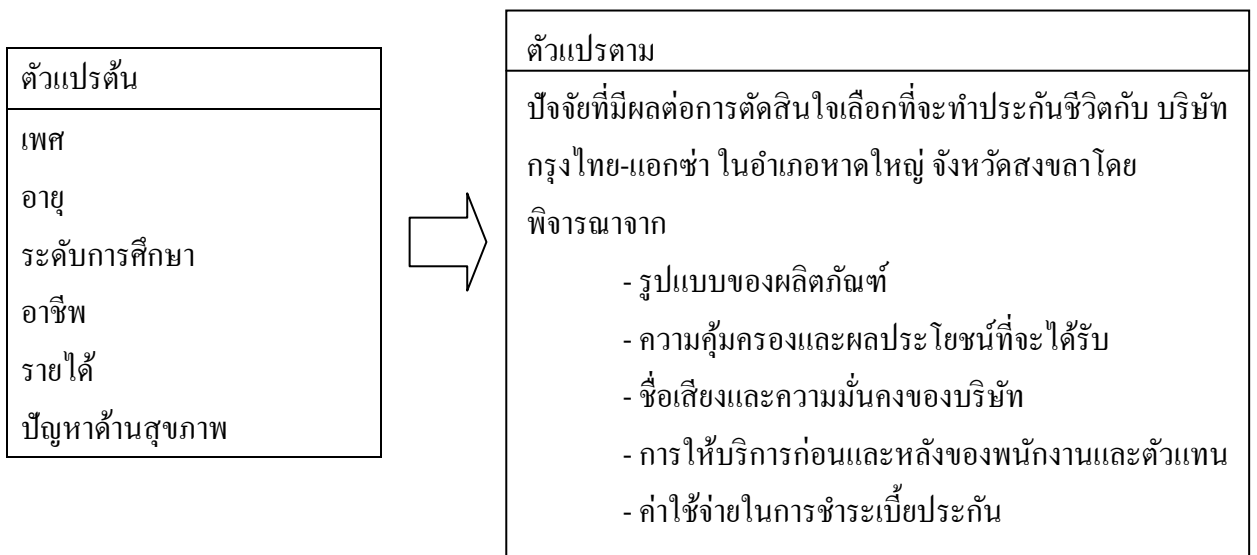 ตัวแปรต้น
เพศ
อายุ
ระดับการศึกษา
อาชีพ
รายได้
ปัญหาด้านสุขภาพ
ตัวแปรตาม
ปัจจัยที่มีผลต่อการตัดสินใจเลือกที่จะทำประกันชีวิตกับ บริษัท
กรุงไทย-แอกซ่า ในอำเภอหาดใหญ่ จังหวัดสงขลาโดย
พิจารณาจาก
- รูปแบบของผลิตภัณฑ์
- ความคุ้มครองและผลประโยชน์ที่จะได้รับ
- ชื่อเสียงและความมั่นคงของบริษัท
- การให้บริการก่อนและหลังของพนักงานและตัวแทน
- ค่าใช้จ่ายในการชำระเบี้ยประกัน